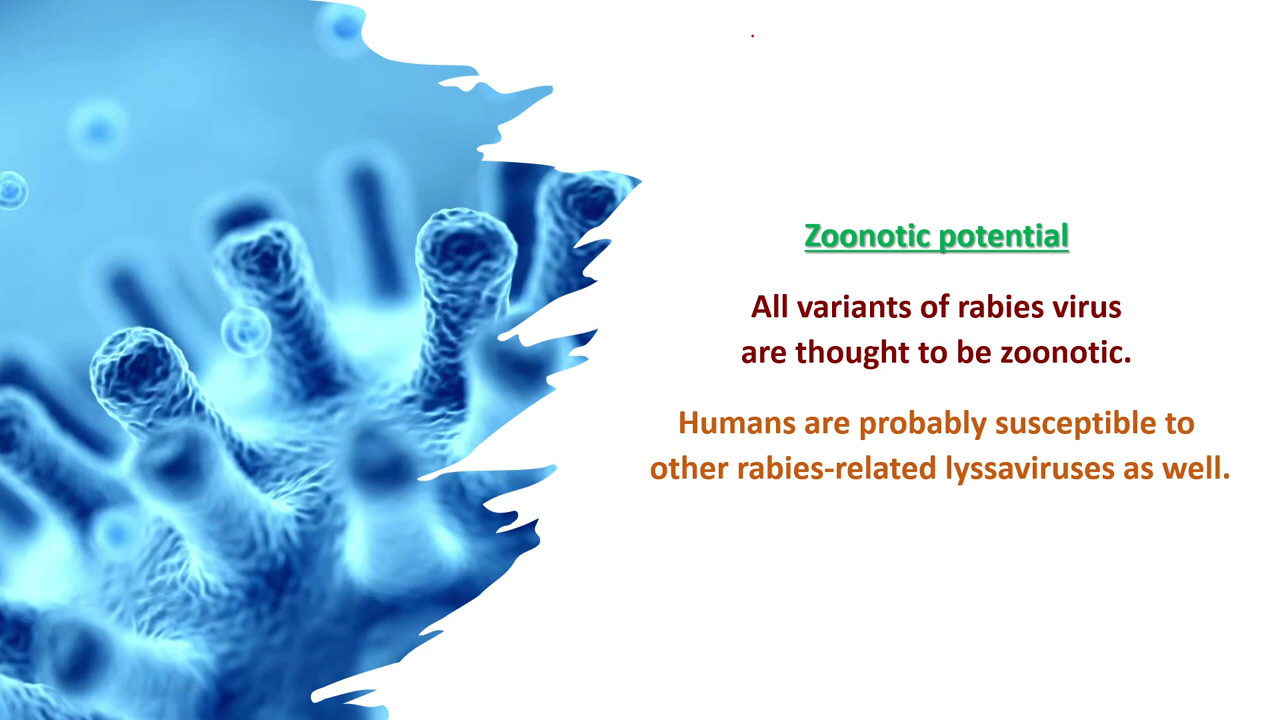 Zoonotic potential
All variants of rabies virus
are thought to be zoonotic.
Humans are probably susceptible to
other rabies-related lyssaviruses as well.